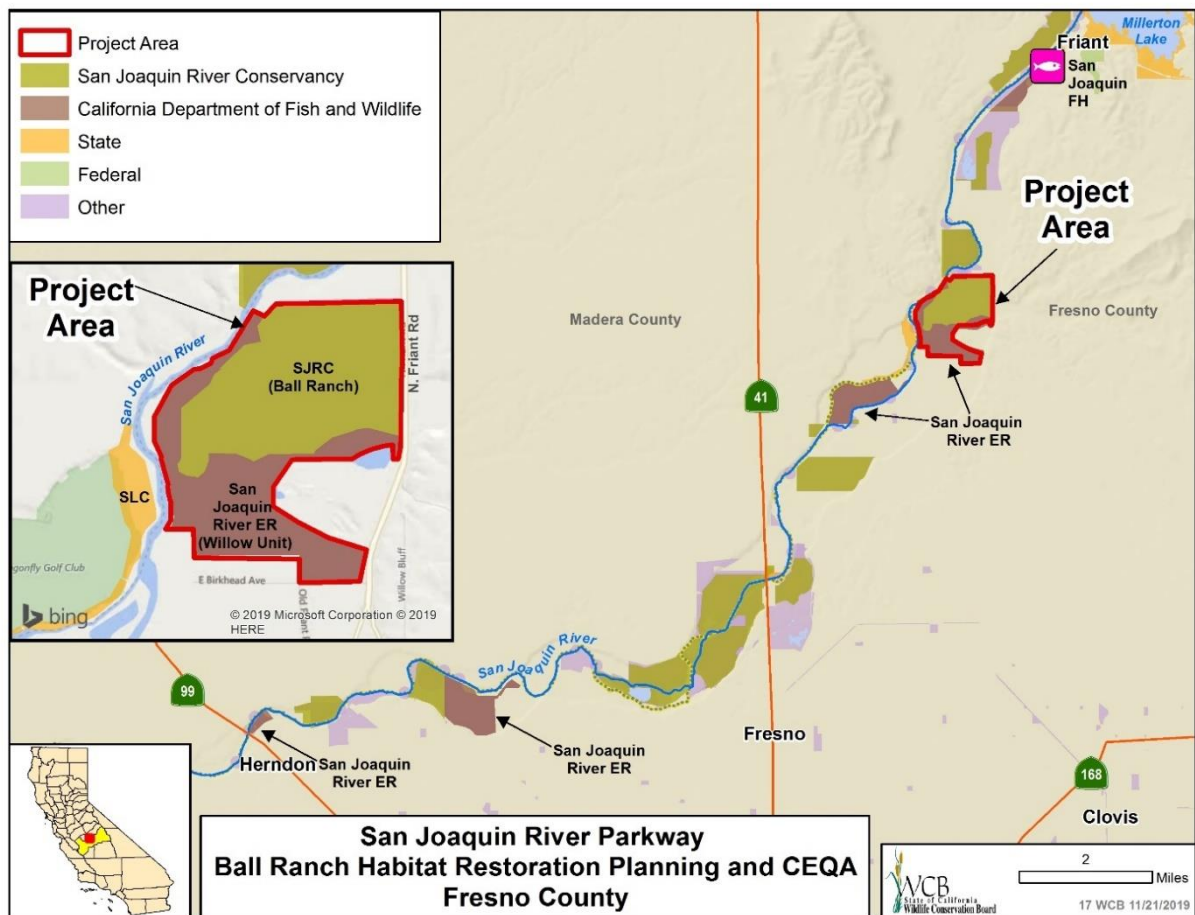 Project Area
San Joaquin River Conservancy
California Department of Fish and Wildlife
State
Federal
Other
Millerton
Lake
Friant
San
Joaquin
FH
Project
Area
Madera County
Fresno County
41
San Joaquin
River ER
Project
Area
San Joaquin River
SJRC
(Ball Ranch)
N. Friant Rd
SLC
San
Joaquin
River ER
(Willow Unit)
gonfly Golf Club
E Birkhead Ave
Willow Bluff
Old Friant
bing
© 2019 Microsoft Corporation © 2019
HERE
San Joaquin River
99
Herndon
San Joaquin
River ER
San Joaquin
River ER
Fresno
168
Clovis
San Joaquin River Parkway
Ball Ranch Habitat Restoration Planning and CEQA
Fresno County
WCB
State of California
Wildlife Conservation Board
2
Miles
17 WCB 11/21/2019